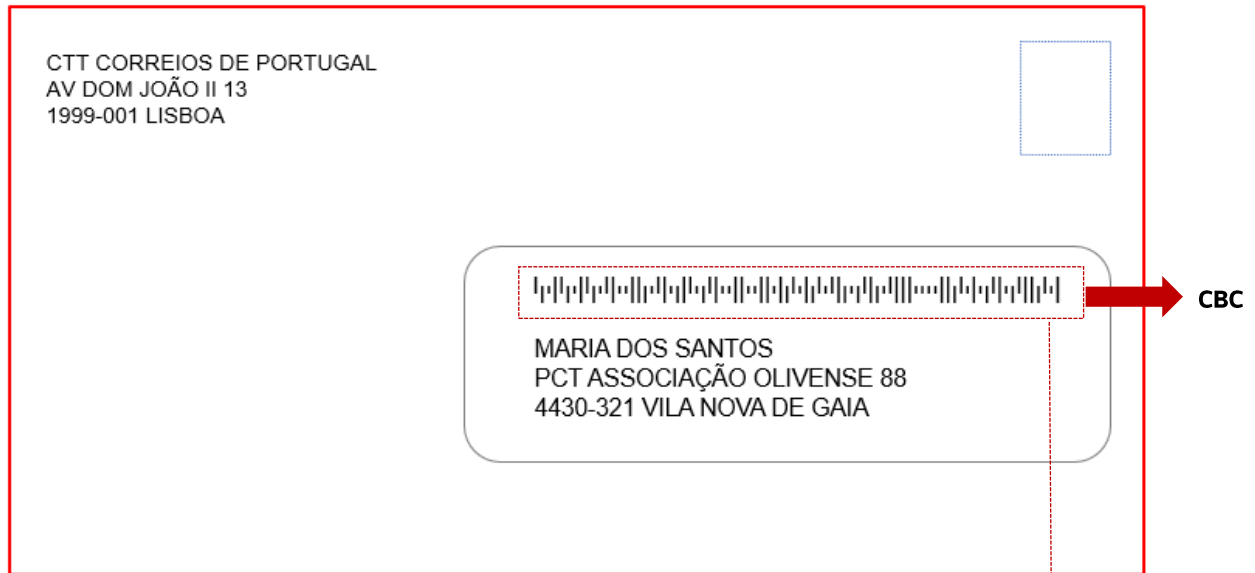 CTT CORREIOS DE PORTUGAL
AV DOM JOÃO II 13
1999-001 LISBOA
CBC
MARIA DOS SANTOS
PCT ASSOCIAÇÃO OLIVENSE 88
4430-321 VILA NOVA DE GAIA